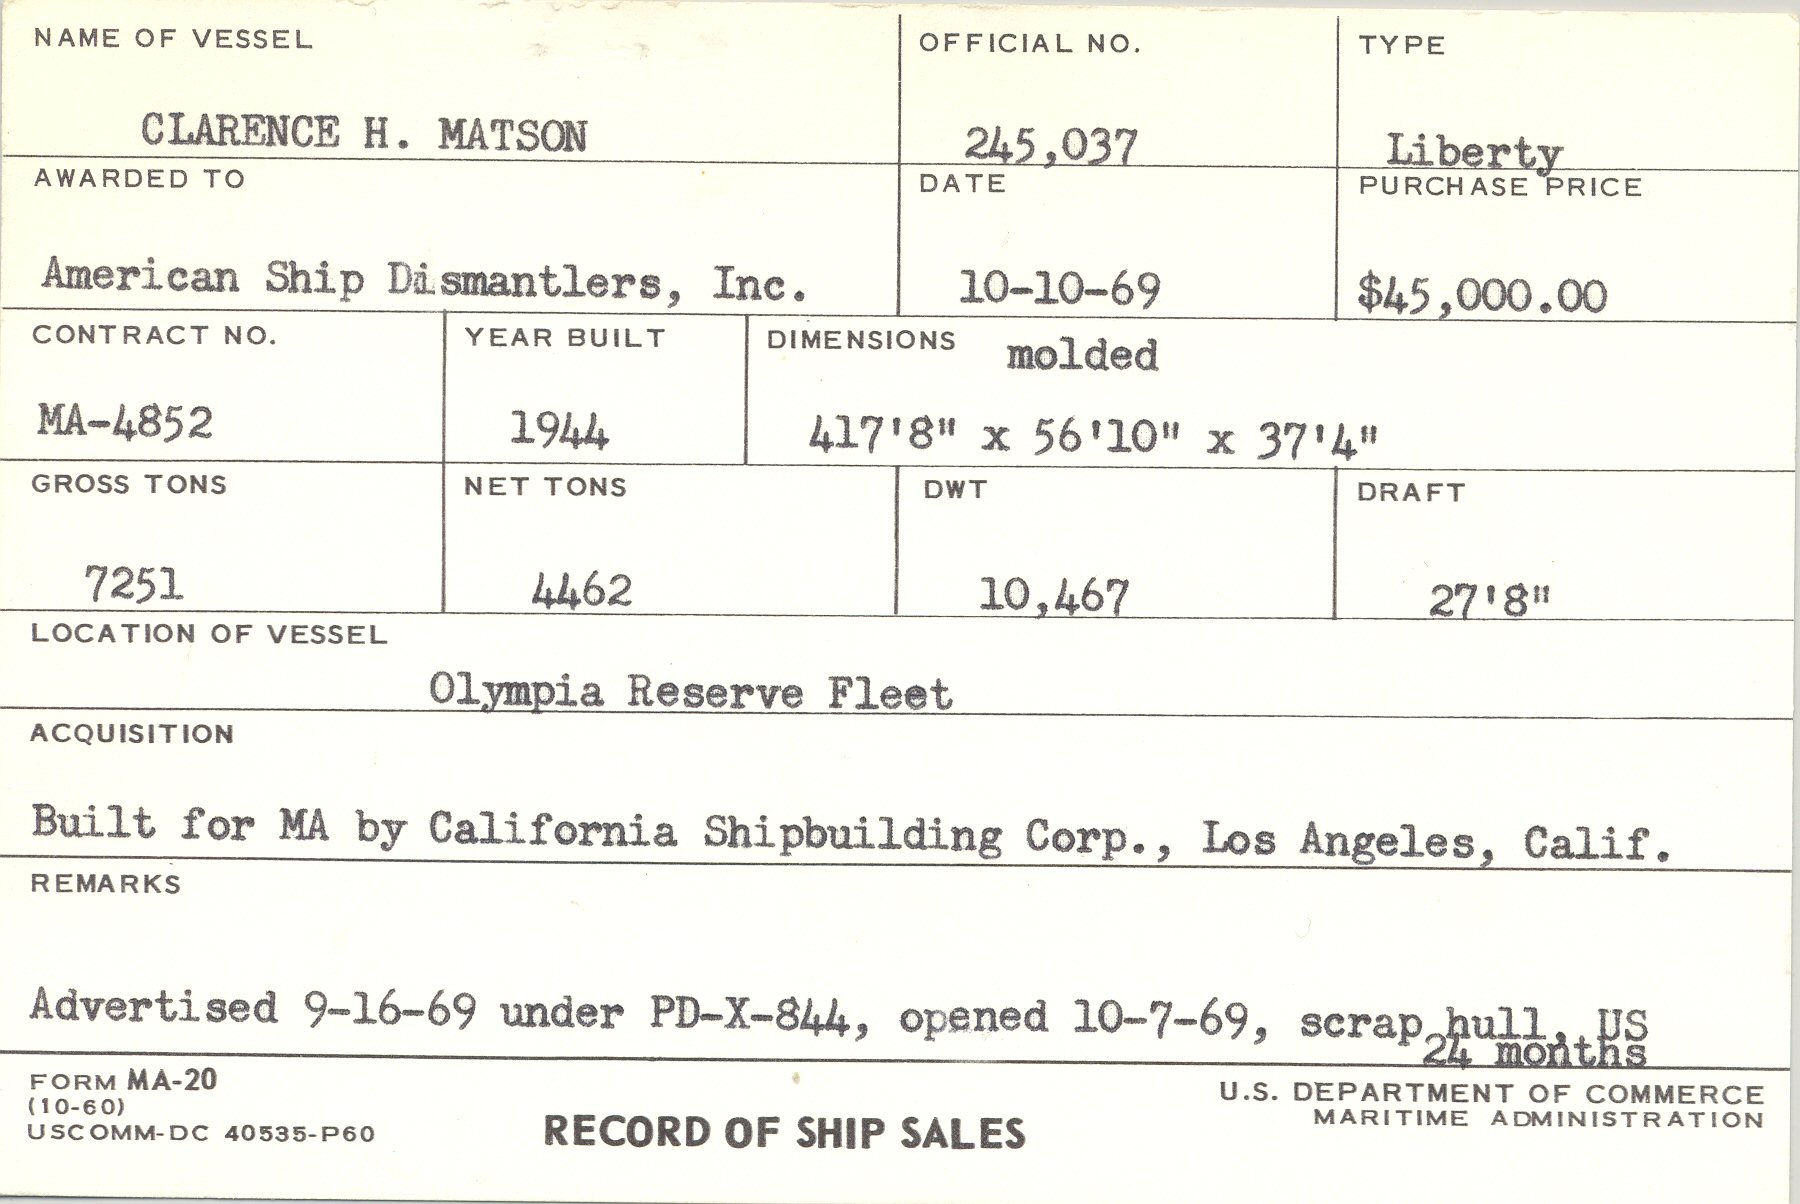 NAME OF VESSEL
CLARENCE H. MATSON
OFFICIAL NO.
245,037
TYPE
Liberty
AWARDED TO
American Ship Dismantlers, Inc.
DATE
10-10-69
PURCHASE PRICE
$45,000.00
CONTRACT NO.
MA-4852
YEAR BUILT
1944
DIMENSIONS molded
417'8" x 56'10" x 37'4"
GROSS TONS
7251
NET TONS
4462
DWT
10,467
DRAFT
27'8"
LOCATION OF VESSEL
Olympia Reserve Fleet
ACQUISITION
Built for MA by California Shipbuilding Corp., Los Angeles, Calif.
REMARKS
Advertised 9-16-69 under PD-X-844, opened 10-7-69, scrap hull, US
24 months
FORM MA-20
(10-60)
USCOMM-DC 40535-P60
RECORD OF SHIP SALES
U.S. DEPARTMENT OF COMMERCE
MARITIME ADMINISTRATION